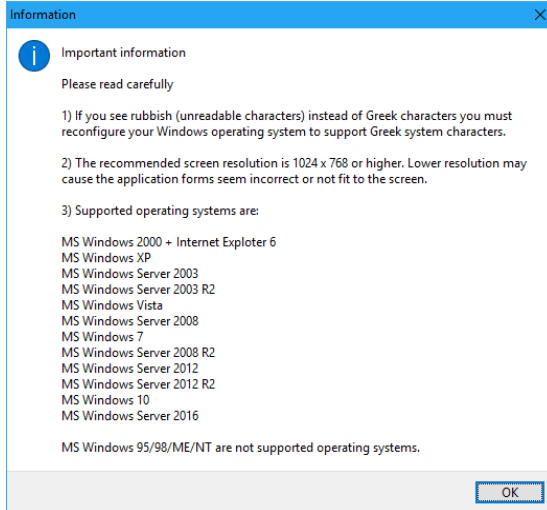 Information
Important information
Please read carefully
1) If you see rubbish (unreadable characters) instead of Greek characters you must
reconfigure your Windows operating system to support Greek system characters.
2) The recommended screen resolution is 1024 x 768 or higher. Lower resolution may
cause the application forms seem incorrect or not fit to the screen.
3) Supported operating systems are:
MS Windows 2000 + Internet Exploter 6
MS Windows XP
MS Windows Server 2003
MS Windows Server 2003 R2
MS Windows Vista
MS Windows Server 2008
MS Windows 7
MS Windows Server 2008 R2
MS Windows Server 2012
MS Windows Server 2012 R2
MS Windows 10
MS Windows Server 2016
MS Windows 95/98/ME/NT are not supported operating systems.
OK